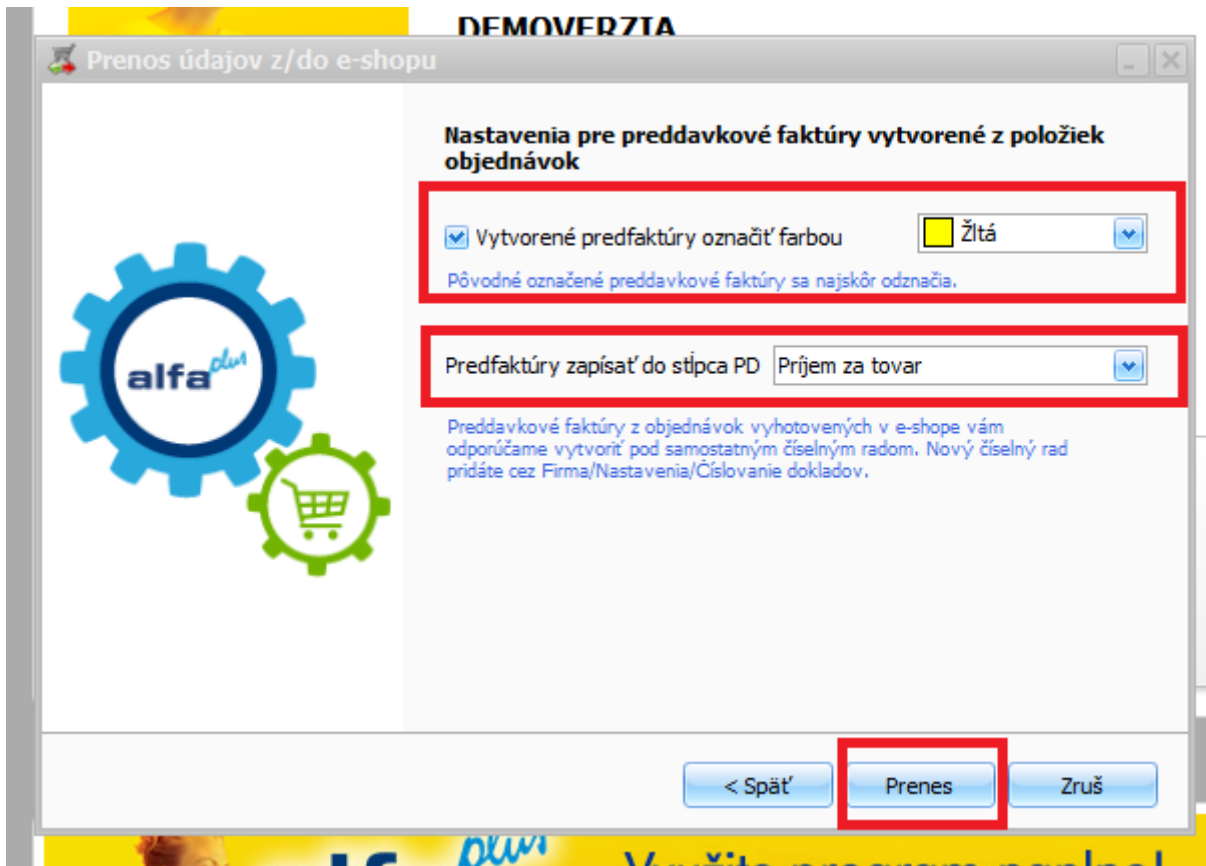 DEMOVERZIA
Prenos údajov z/do e-shopu
Nastavenia pre preddavkové faktúry vytvorené z položiek
objednávok
Vytvorené predfaktúry označiť farbou
Žltá
Pôvodné označené preddavkové faktúry sa najskôr odznačia.
alfa plus
Predfaktúry zapísať do stĺpca PD
Príjem za tovar
Preddavkové faktúry z objednávok vyhotovených v e-shope vám
odporúčame vytvoriť pod samostatným číselným radom. Nový číselný rad
pridáte cez Firma/Nastavenia/Číslovanie dokladov.
< Späť
Prenes
Zruš
plus